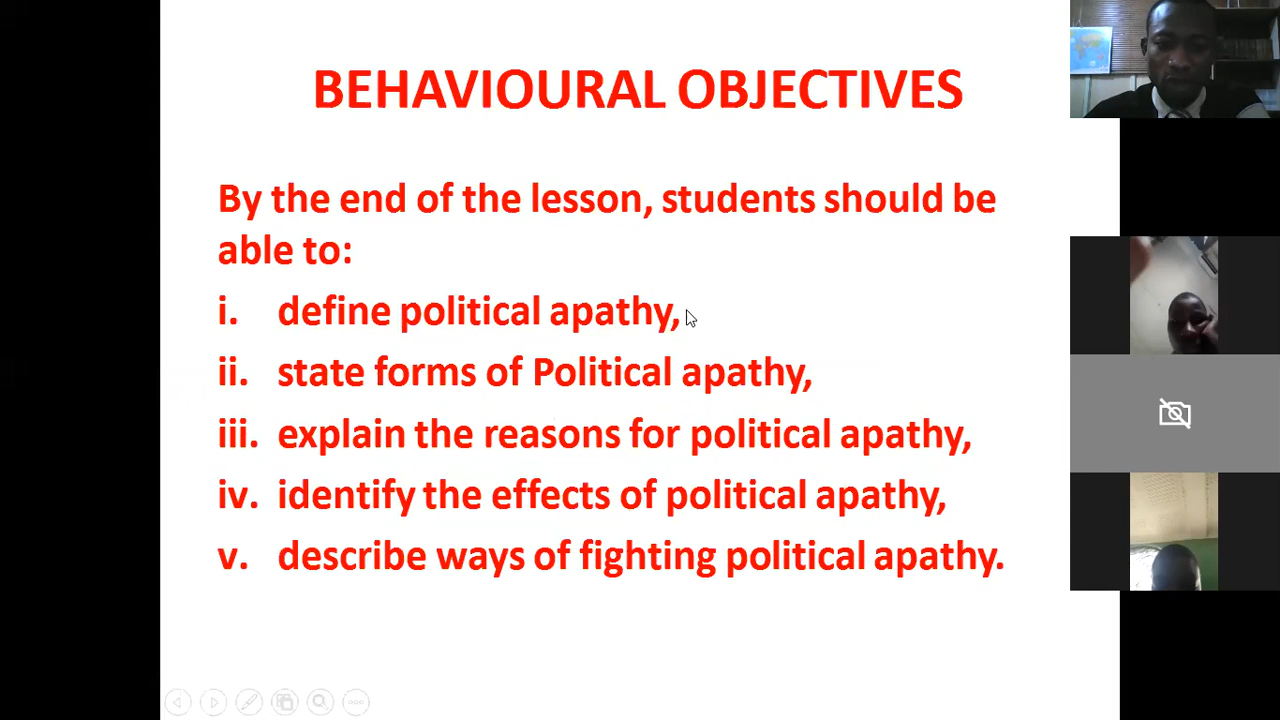 BEHAVIOURAL OBJECTIVES
By the end of the lesson, students should be
able to:
i. define political apathy,
ii. state forms of Political apathy,
iii. explain the reasons for political apathy,
iv. identify the effects of political apathy,
v. describe ways of fighting political apathy.